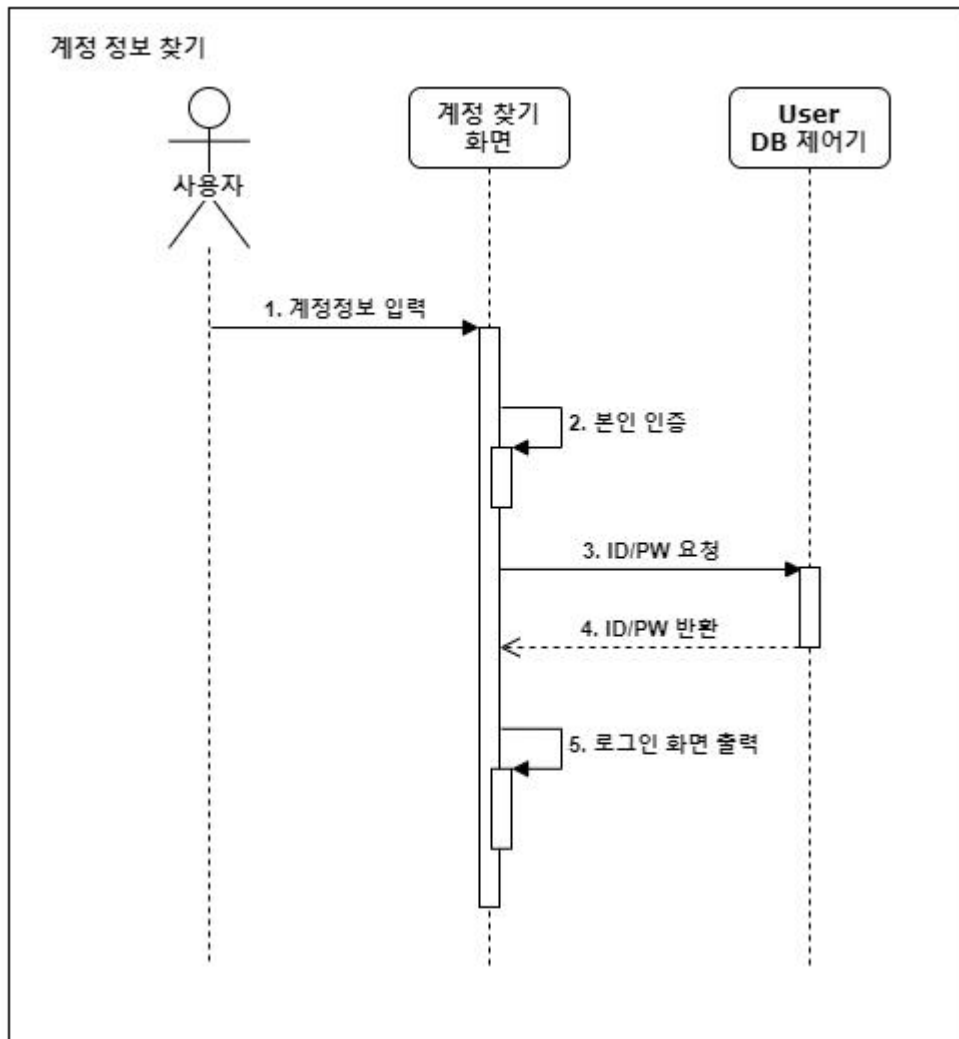 계정 정보 찾기
계정 찾기
화면
User
DB 제어기
사용자
1. 계정정보 입력
2. 본인 인증
3. ID/PW 요청
4. ID/PW 반환
5. 로그인 화면 출력